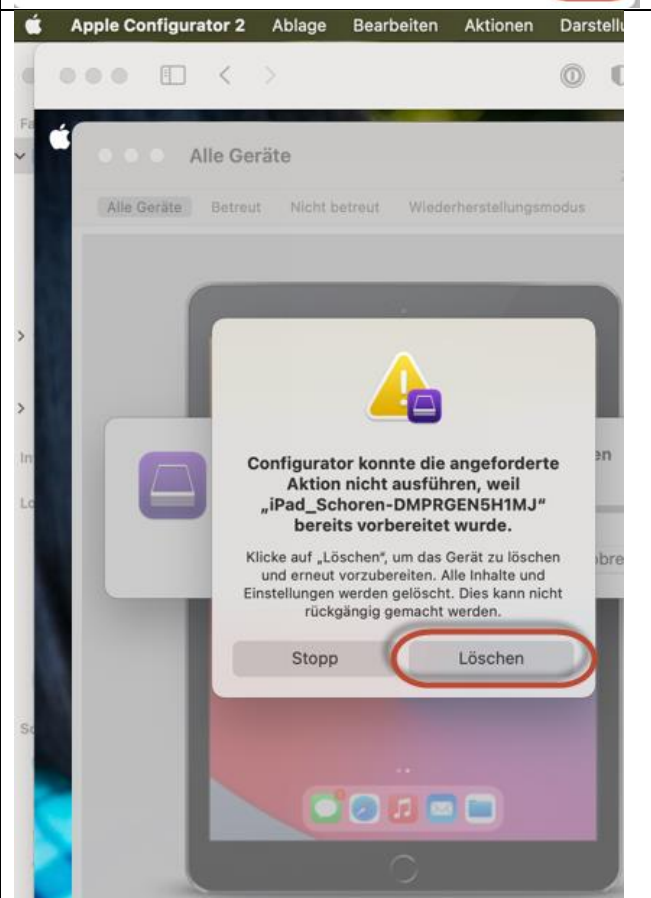 Apple Configurator 2 Ablage Bearbeiten Aktionen
Alle Geräte
Alle Geräte Betreut Nicht betreut Wiederherstellungsmodus
Configurator konnte die angeforderte
Aktion nicht ausführen, weil
„iPad_Schoren-DMPRGEN5H1MJ“
bereits vorbereitet wurde.
Klicke auf „Löschen“, um das Gerät zu löschen
und erneut vorzubereiten. Alle Inhalte und
Einstellungen werden gelöscht. Dies kann nicht
rückgängig gemacht werden.
Stopp Löschen